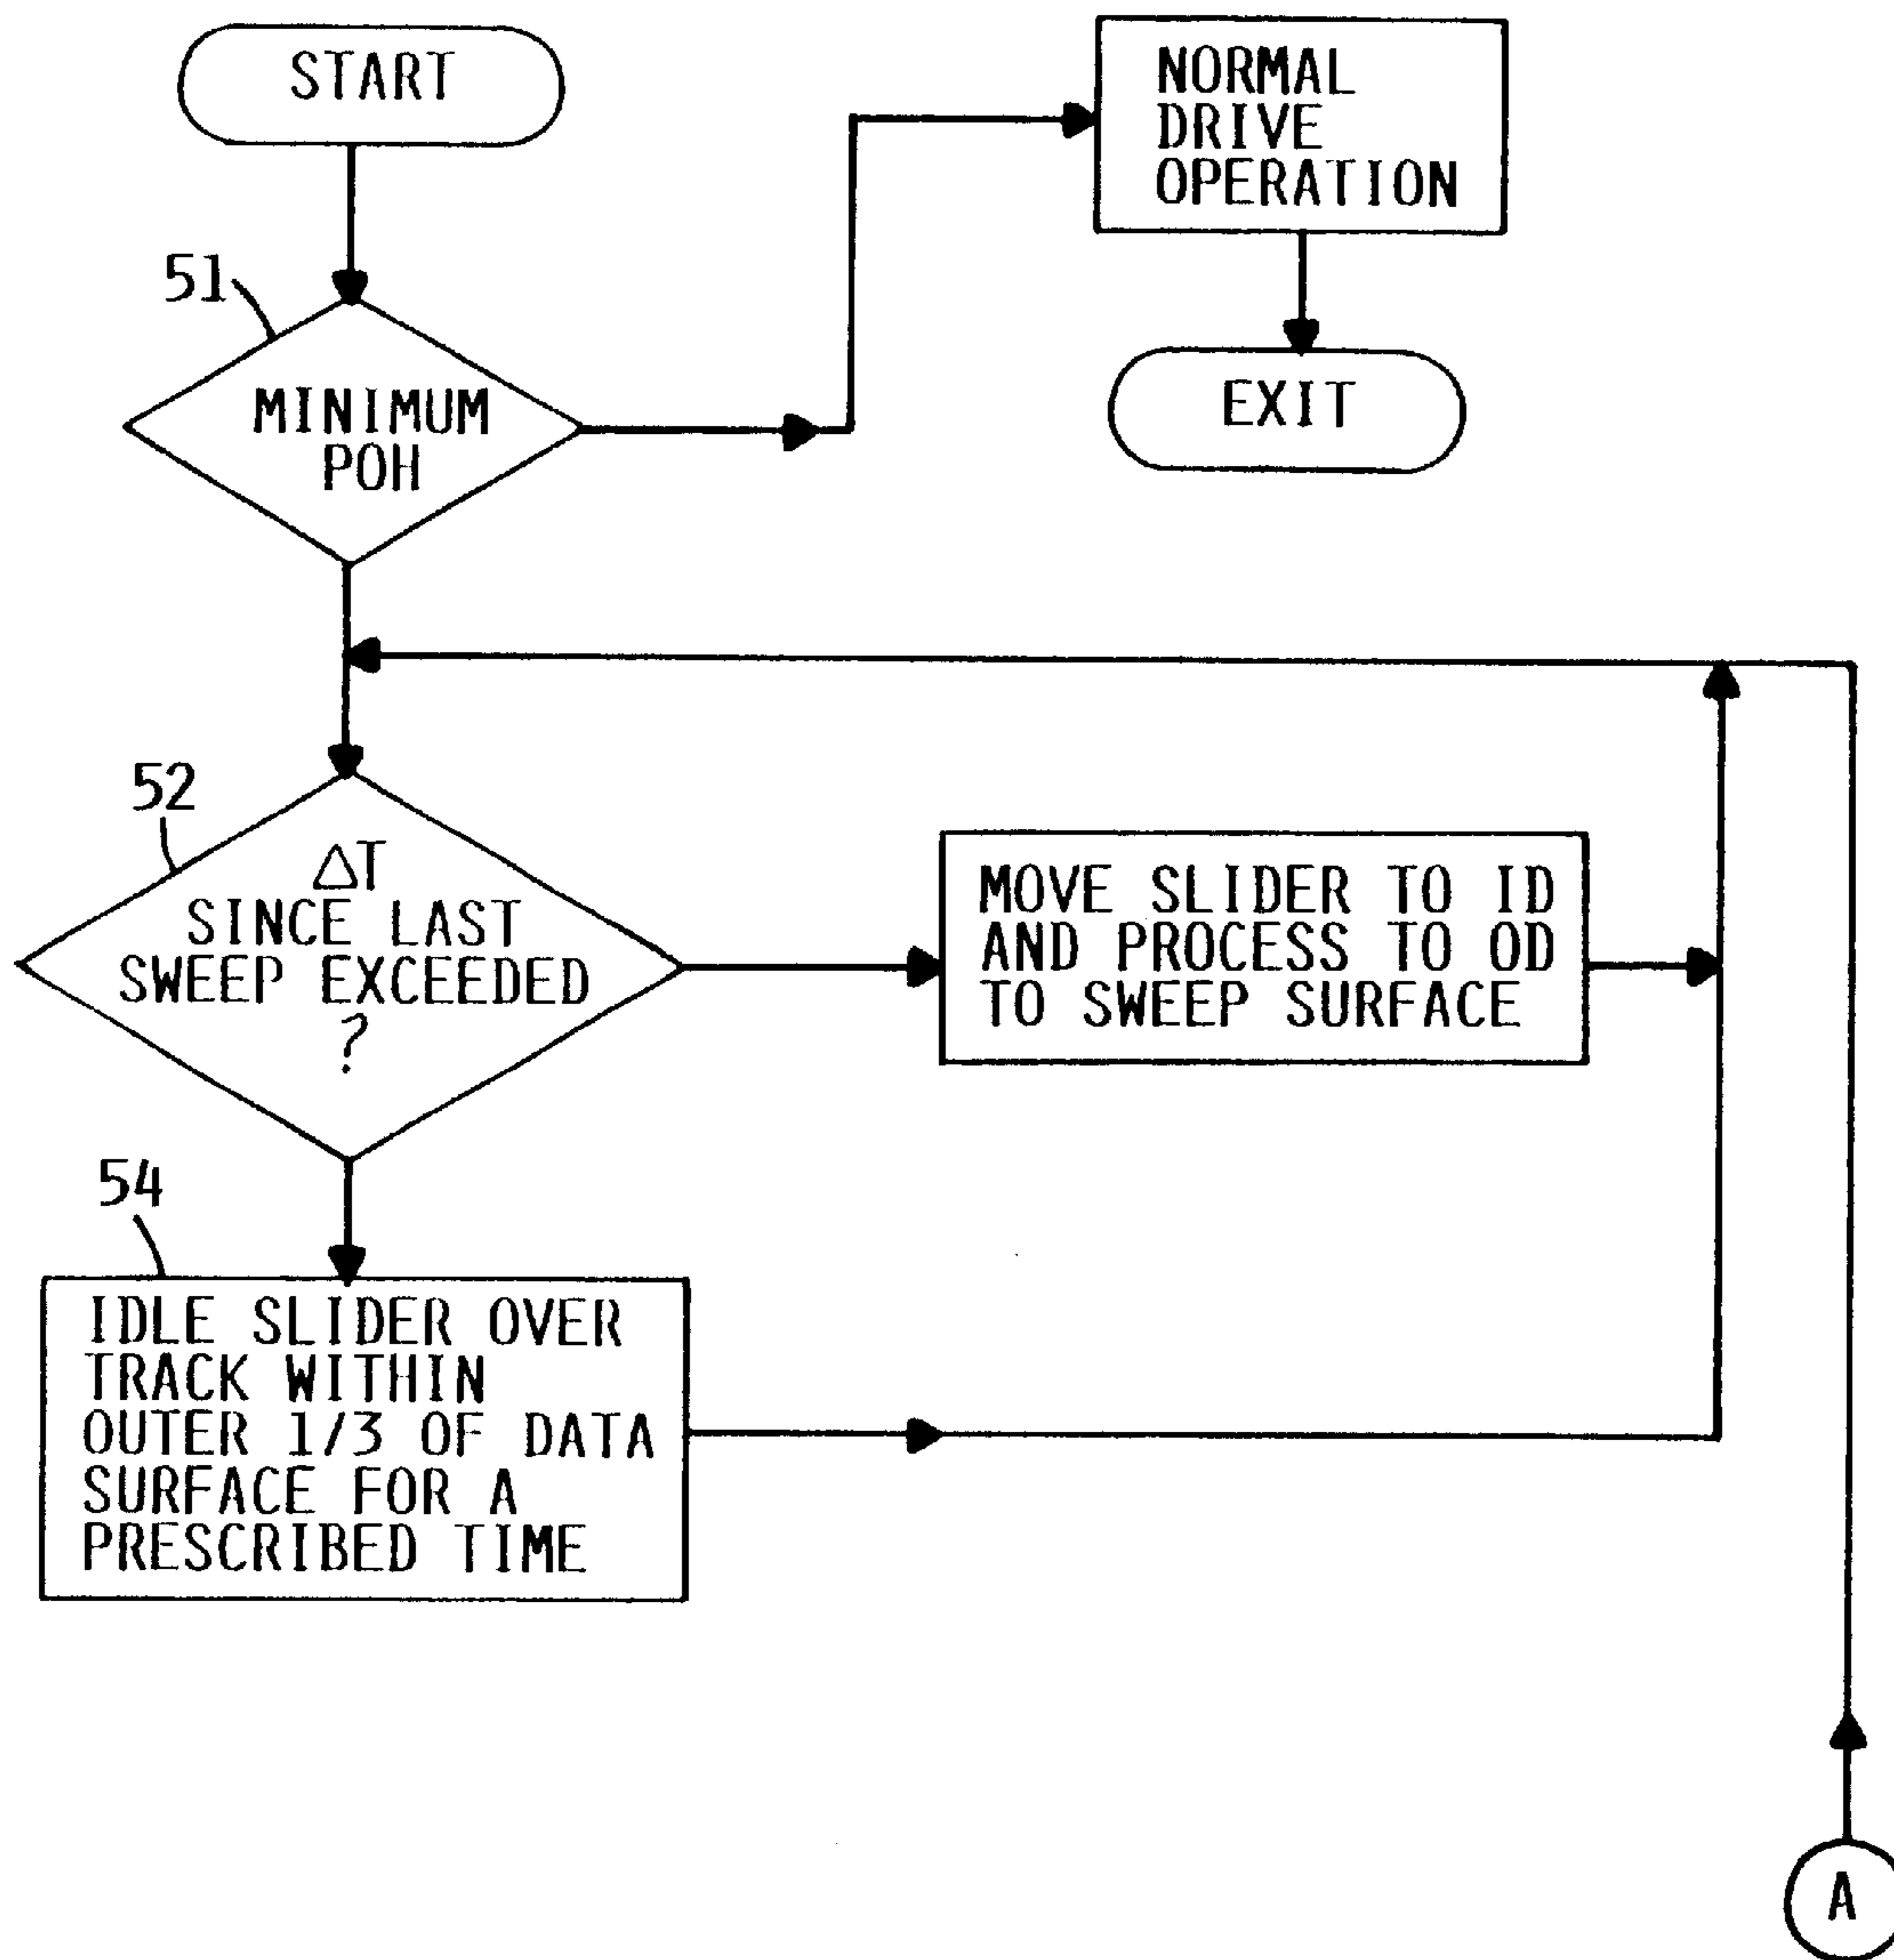 START
NORMAL
DRIVE
OPERATION
51
MINIMUM
POH
EXIT
52
ΔT
SINCE LAST
SWEEP EXCEEDED
?
MOVE SLIDER TO ID
AND PROCESS TO OD
TO SWEEP SURFACE
54
IDLE SLIDER OVER
TRACK WITHIN
OUTER 1/3 OF DATA
SURFACE FOR A
PRESCRIBED TIME
A